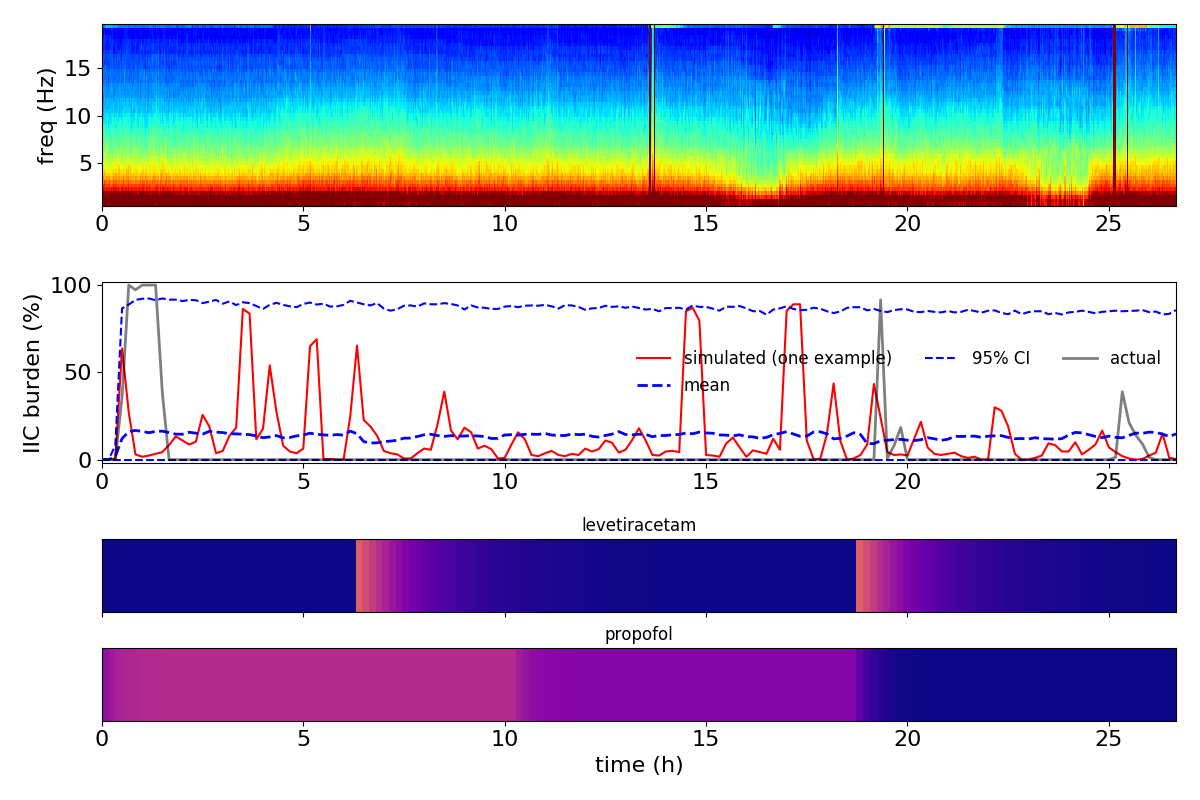 freq (Hz)
15
10
5
0 5 10 15 20 25
IIC burden (%)
100
50
0
simulated (one example) 95% CI actual
mean
0 5 10 15 20 25
levetiracetam
propofol
0 5 10 15 20 25
time (h)